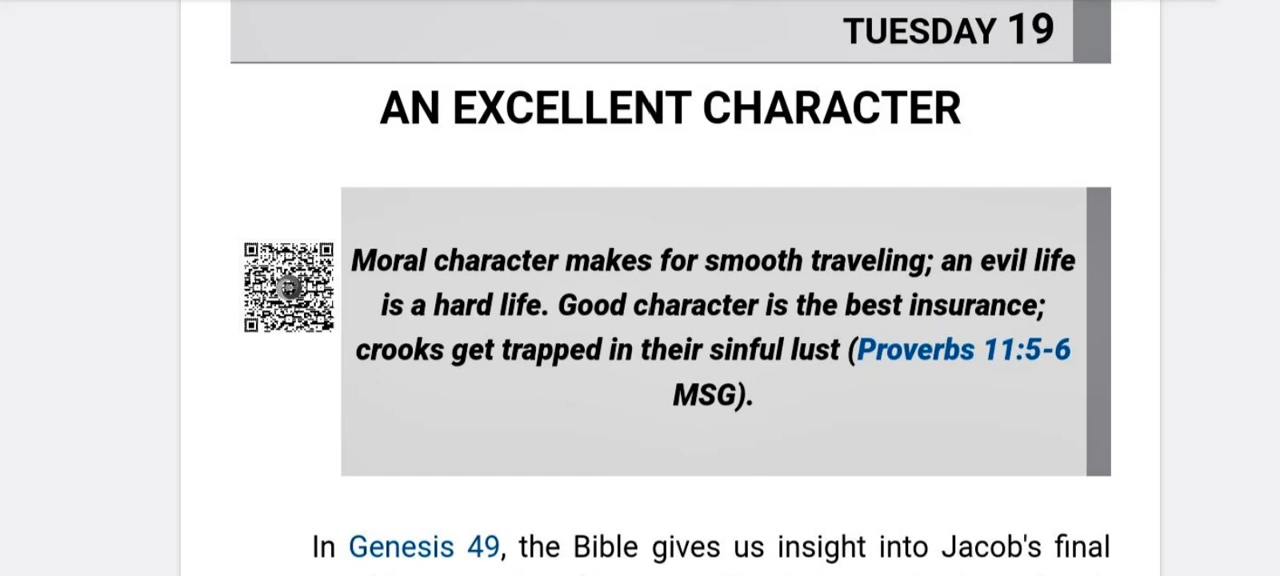 TUESDAY 19
AN EXCELLENT CHARACTER
Moral character makes for smooth traveling; an evil life
is a hard life. Good character is the best insurance;
crooks get trapped in their sinful lust (Proverbs 11:5-6
MSG).
In Genesis 49, the Bible gives us insight into Jacob's final